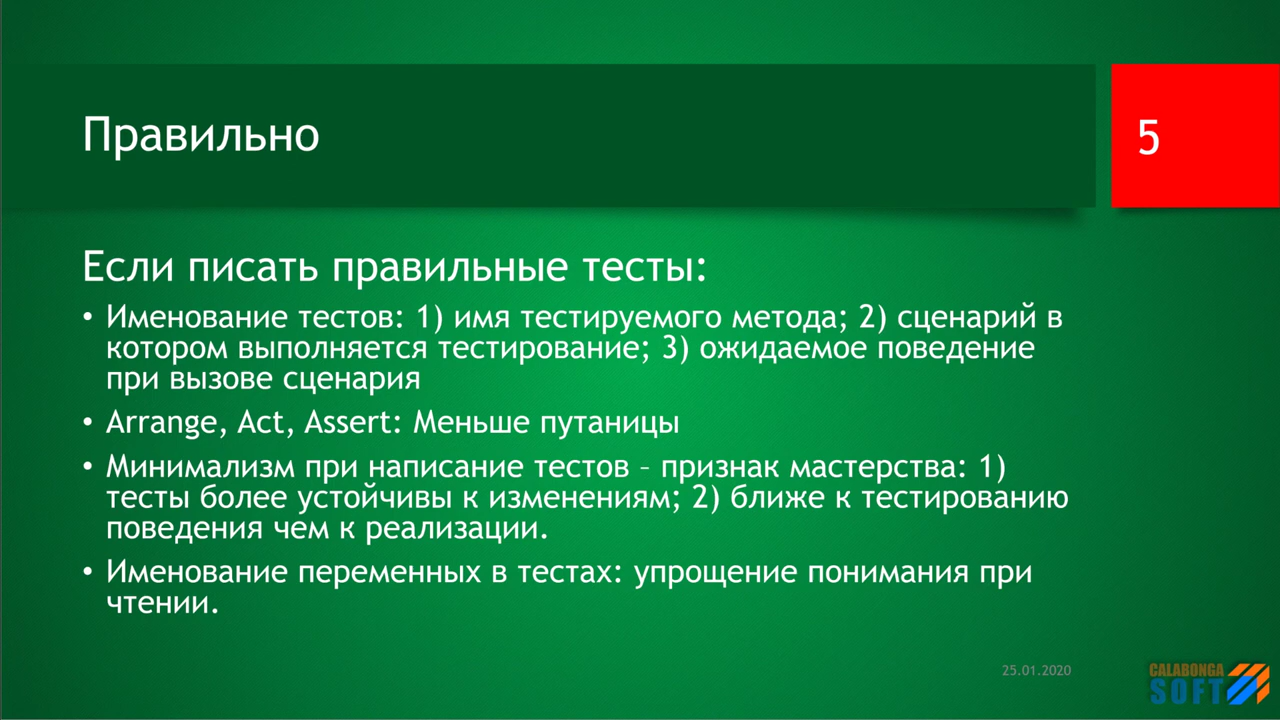 Правильно
5
Если писать правильные тесты:
• Именование тестов: 1) имя тестируемого метода; 2) сценарий в
котором выполняется тестирование; 3) ожидаемое поведение
при вызове сценария
• Arrange, Act, Assert: Меньше путаницы
• Минимализм при написание тестов – признак мастерства: 1)
тесты более устойчивы к изменениям; 2) ближе к тестированию
поведения чем к реализации.
• Именование переменных в тестах: упрощение понимания при
чтении.
25.01.2020
CALABONGA
SOFT